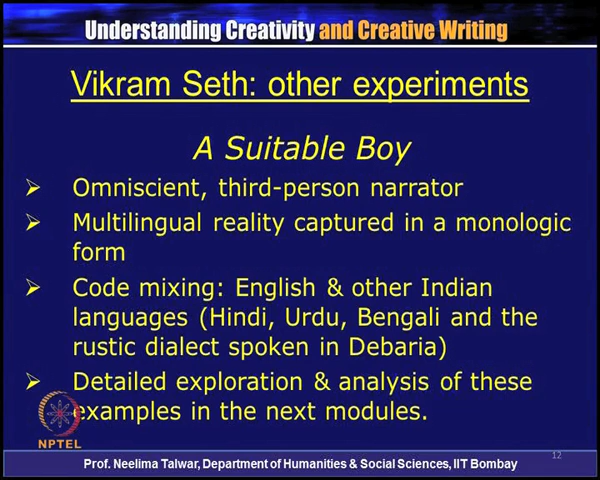 Understanding Creativity and Creative Writing
Vikram Seth: other experiments
A Suitable Boy
➢ Omniscient, third-person narrator
➢ Multilingual reality captured in a monologic
form
➢ Code mixing: English & other Indian
languages (Hindi, Urdu, Bengali and the
rustic dialect spoken in Debaria)
➢ Detailed exploration & analysis of these
examples in the next modules.
NPTEL
12
Prof. Neelima Talwar, Department of Humanities & Social Sciences, IIT Bombay